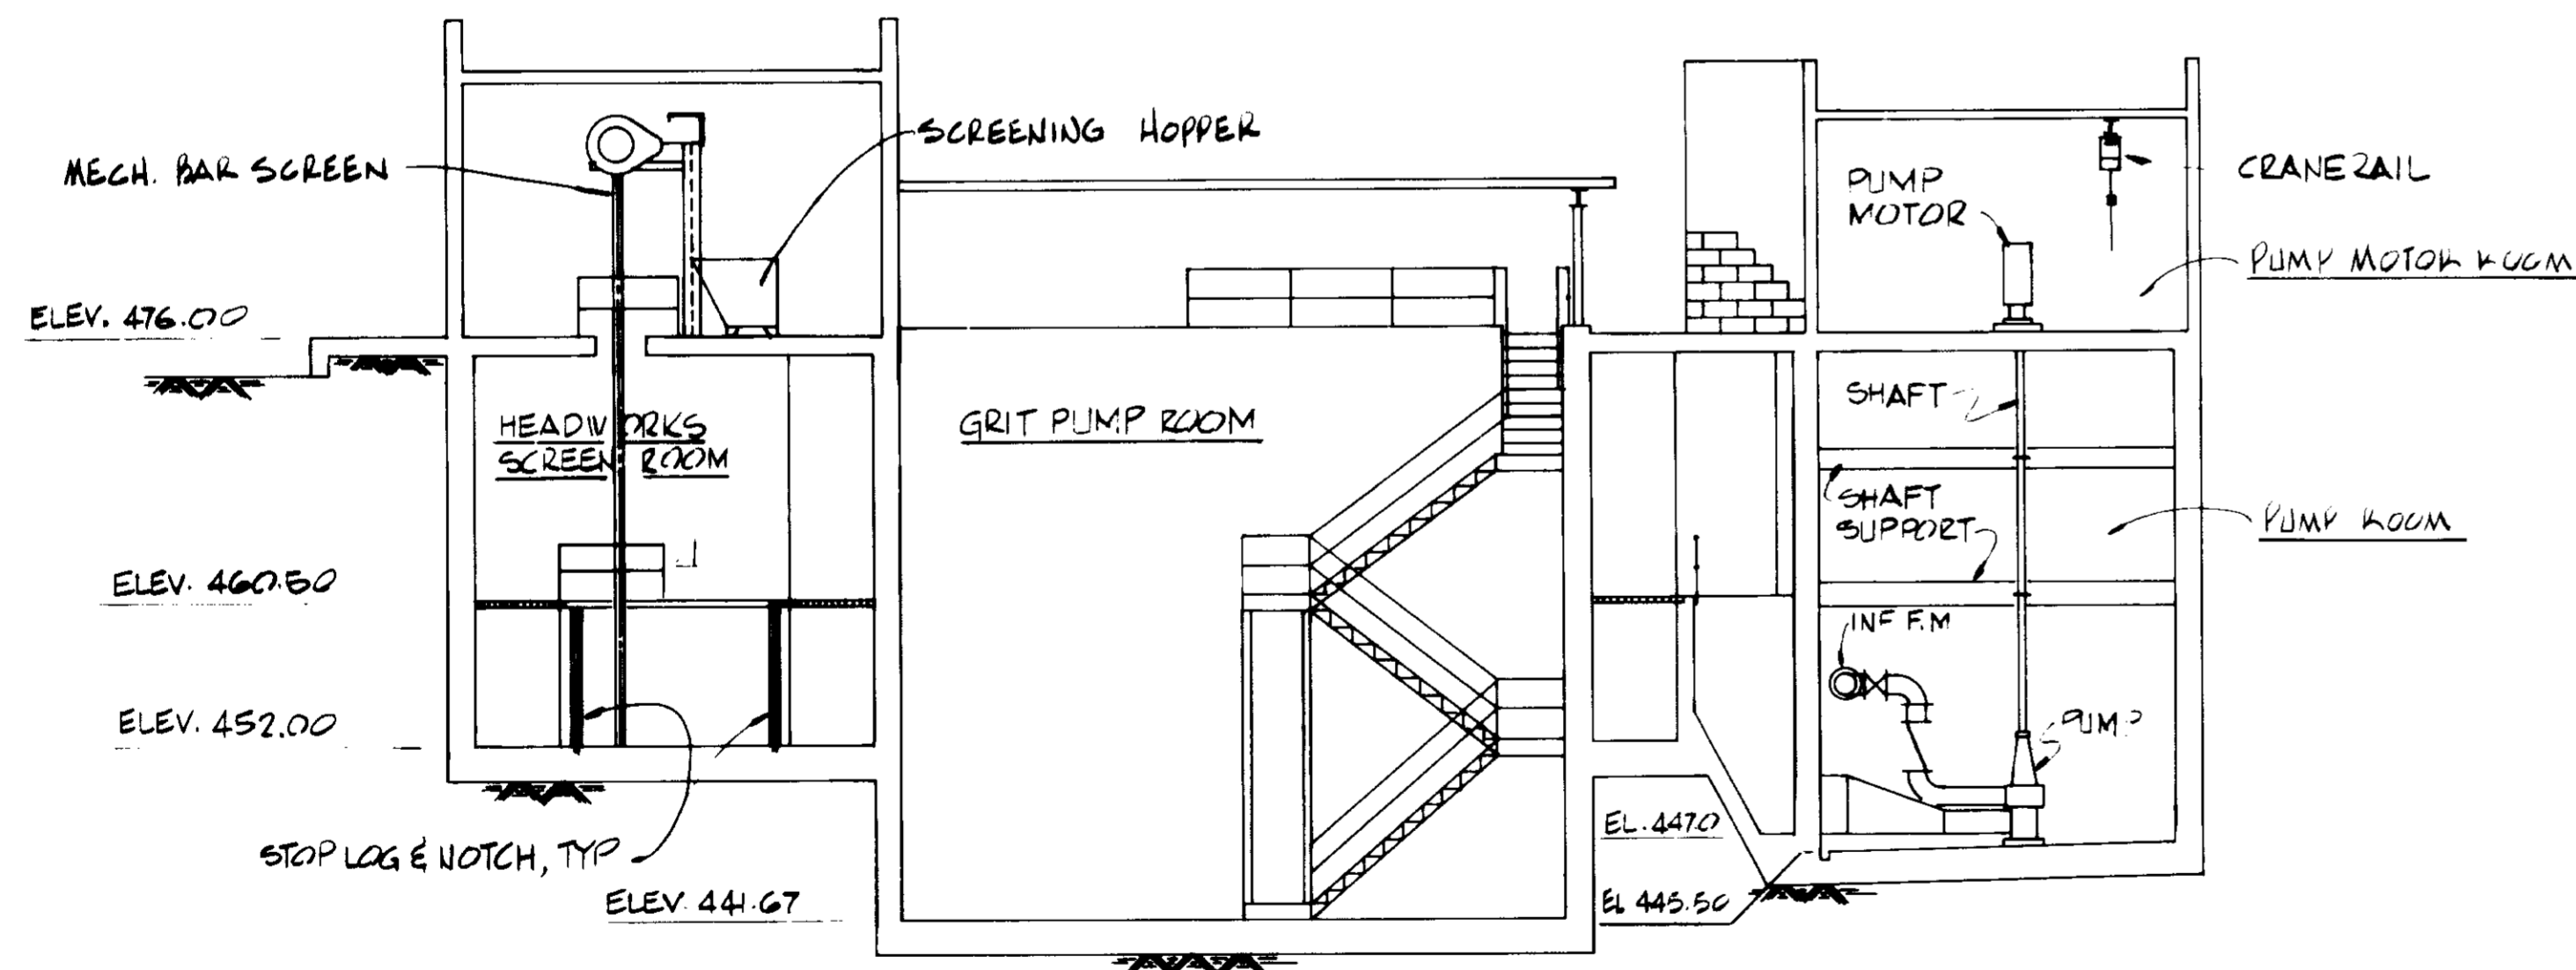 MECH. BAR SCREEN
SCREENING HOPPER
PUMP
MOTOR
CRANERAIL
PUMP MOTOR ROOM
ELEV. 476.00
HEADWORKS
SCREEN ROOM
GRIT PUMP ROOM
SHAFT
SHAFT
SUPPORT
PUMP ROOM
ELEV. 460.50
INF F.M
ELEV. 452.00
PUMP
STOP LOG & NOTCH, TYP
EL. 447.0
ELEV. 441.67
EL 445.50